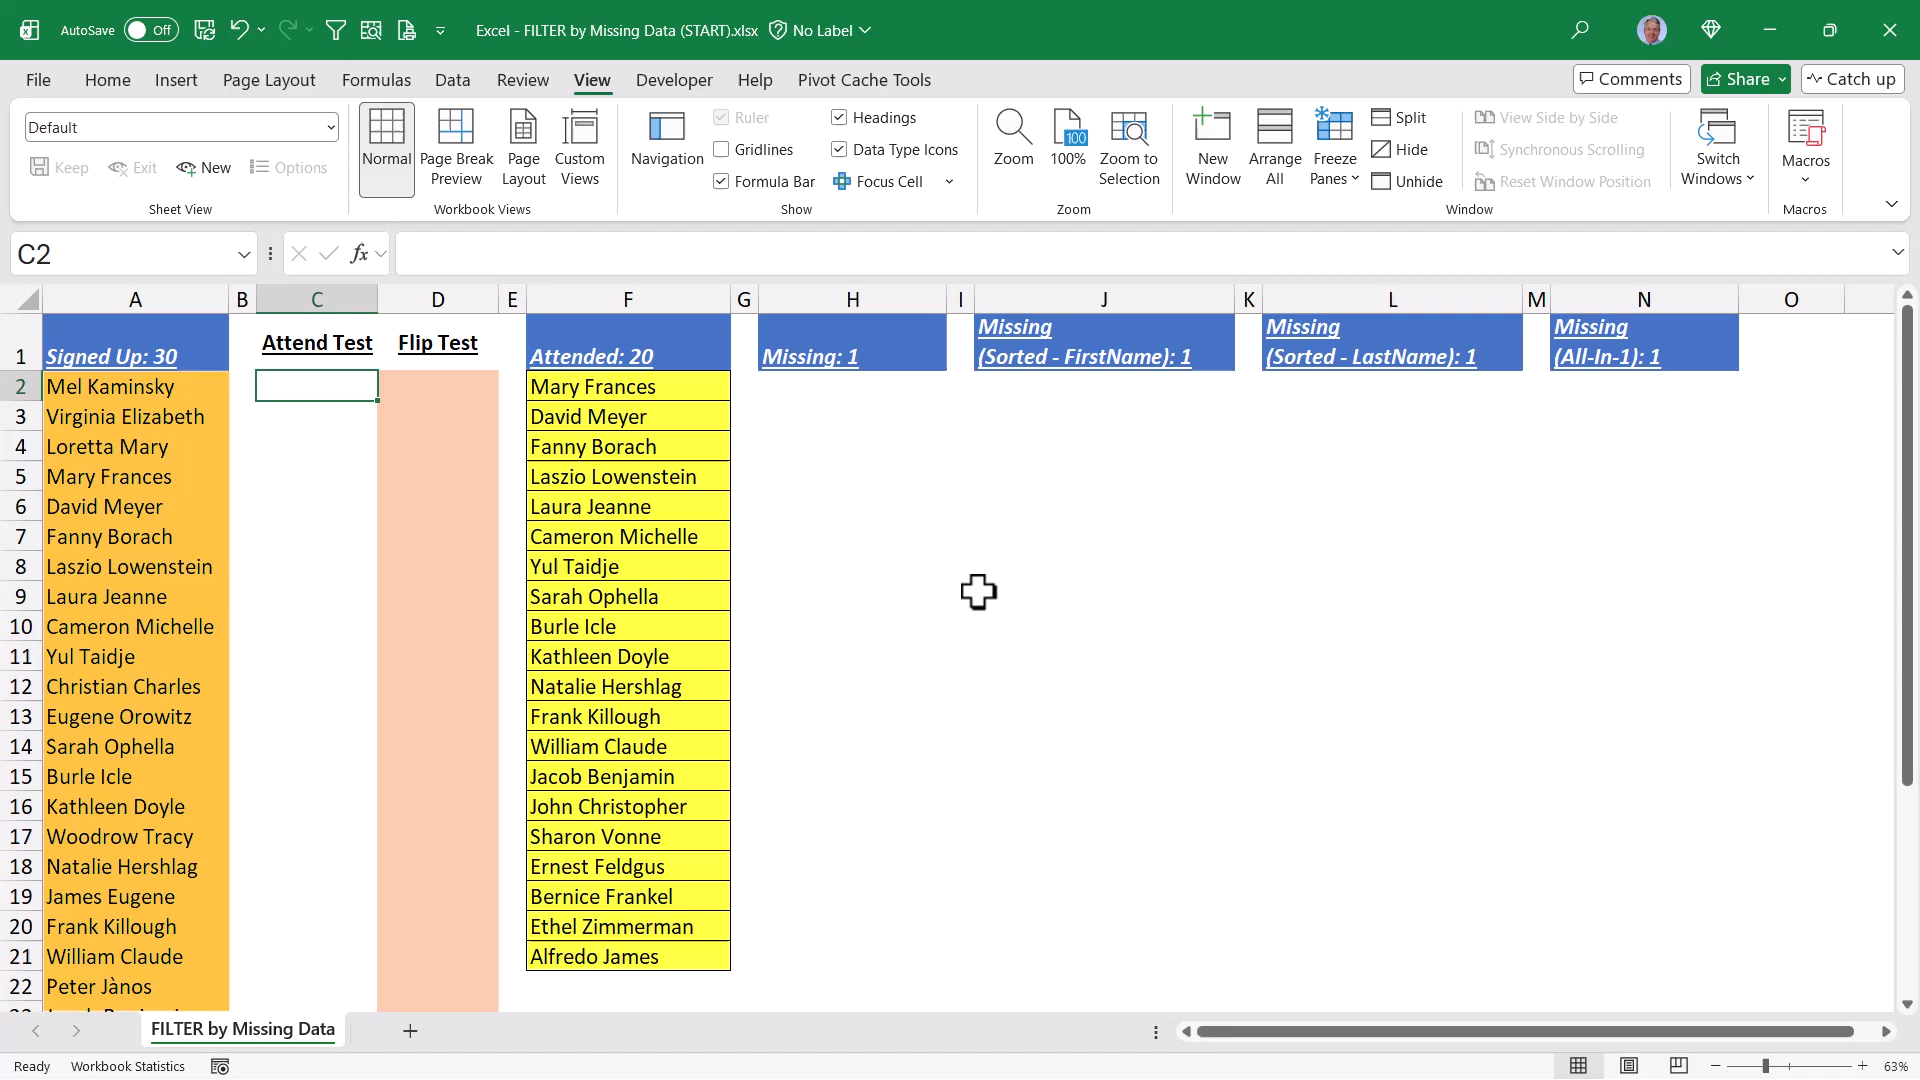 AutoSave Off Excel - FILTER by Missing Data (START).xlsx No Label
File Home Insert Page Layout Formulas Data Review View Developer Help Pivot Cache Tools Comments Share Catch up
Default
Keep Exit New Options
Sheet View
Normal
Page Break Preview
Page Layout
Custom Views
Workbook Views
Navigation
Ruler
Gridlines
Formula Bar
Headings
Data Type Icons
Focus Cell
Show
Zoom
100
100%
Zoom to Selection
Zoom
New Window
Arrange All
Freeze Panes
Split
Hide
Unhide
View Side by Side
Synchronous Scrolling
Reset Window Position
Window
Switch Windows
Macros
Macros
C2 fx
A B C D E F G H I J K L M N O
1 Signed Up: 30 Attend Test Flip Test Attended: 20 Missing: 1 Missing (Sorted - FirstName): 1 Missing (Sorted - LastName): 1 Missing (All-In-1): 1
2 Mel Kaminsky Mary Frances
3 Virginia Elizabeth David Meyer
4 Loretta Mary Fanny Borach
5 Mary Frances Laszio Lowenstein
6 David Meyer Laura Jeanne
7 Fanny Borach Cameron Michelle
8 Laszio Lowenstein Yul Taidje
9 Laura Jeanne Sarah Ophella
10 Cameron Michelle Burle Icle
11 Yul Taidje Kathleen Doyle
12 Christian Charles Natalie Hershlag
13 Eugene Orowitz Frank Killough
14 Sarah Ophella William Claude
15 Burle Icle Jacob Benjamin
16 Kathleen Doyle John Christopher
17 Woodrow Tracy Sharon Vonne
18 Natalie Hershlag Ernest Feldgus
19 James Eugene Bernice Frankel
20 Frank Killough Ethel Zimmerman
21 William Claude Alfredo James
22 Peter Jànos
FILTER by Missing Data
Ready Workbook Statistics 63%